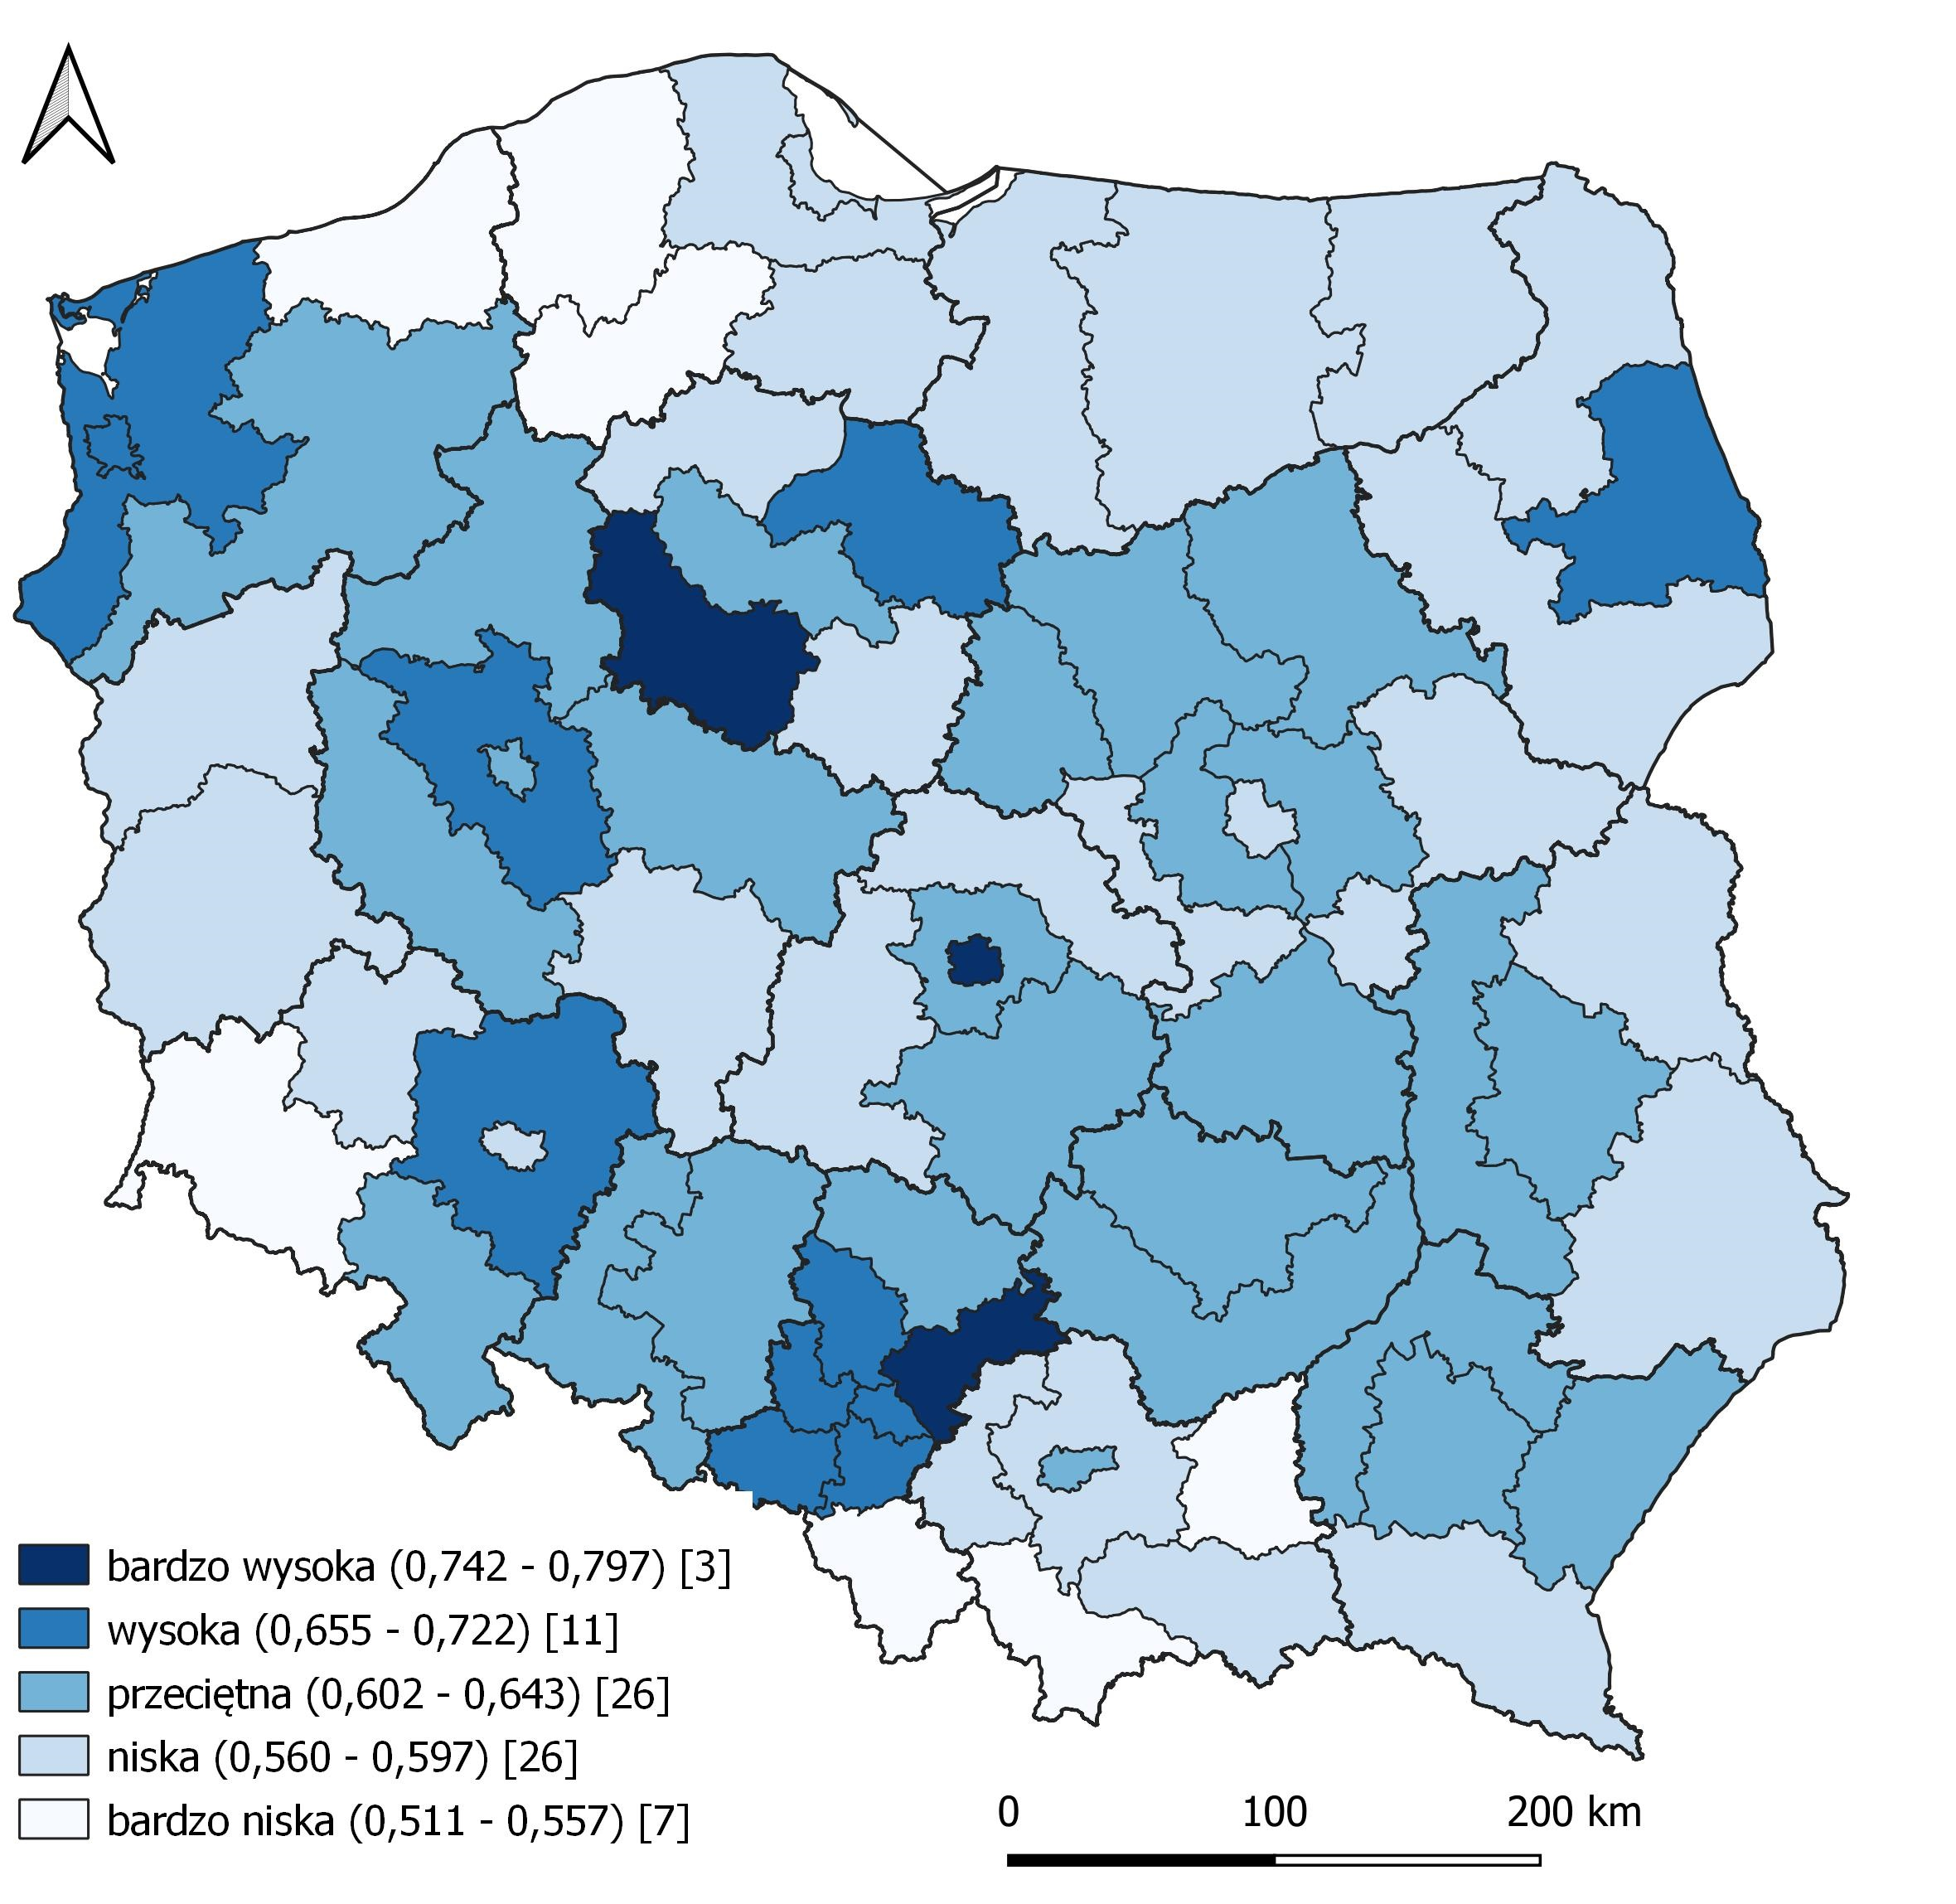 bardzo wysoka (0,742 - 0,797) [3]
wysoka (0,655 - 0,722) [11]
przeciętna (0,602 - 0,643) [26]
niska (0,560 - 0,597) [26]
bardzo niska (0,511 - 0,557) [7]
0 100 200 km